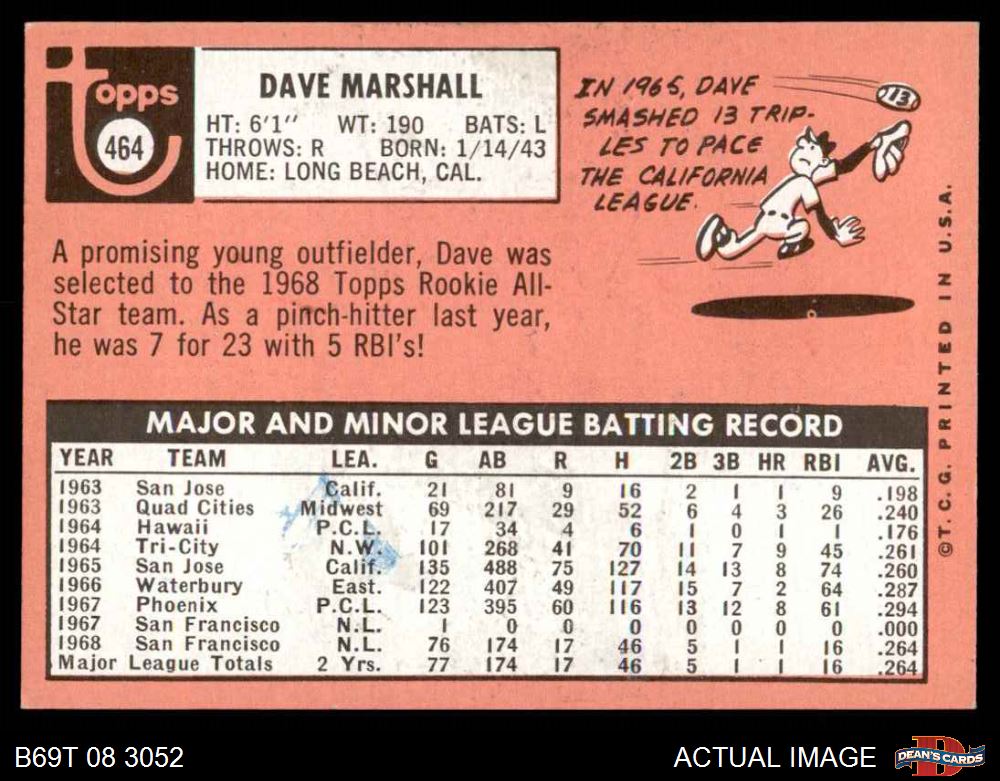 topps
464
DAVE MARSHALL
HT: 6'1" WT: 190 BATS: L
THROWS: R BORN: 1/14/43
HOME: LONG BEACH, CAL.
IN 1965, DAVE
SMASHED 13 TRIP-
LES TO PACE
THE CALIFORNIA
LEAGUE.
13
A promising young outfielder, Dave was
selected to the 1968 Topps Rookie All-
Star team. As a pinch-hitter last year,
he was 7 for 23 with 5 RBI's!
MAJOR AND MINOR LEAGUE BATTING RECORD
YEAR TEAM LEA. G AB R H 2B 3B HR RBI AVG.
1963 San Jose Calif. 21 81 9 16 2 1 1 9 .198
1963 Quad Cities Midwest 69 217 29 52 6 4 3 26 .240
1964 Hawaii P.C.L. 17 34 4 6 1 0 1 1 .176
1964 Tri-City N.W. 101 268 41 70 11 7 9 45 .261
1965 San Jose Calif. 135 488 75 127 14 13 8 74 .260
1966 Waterbury East. 122 407 49 117 15 7 2 64 .287
1967 Phoenix P.C.L. 123 395 60 116 13 12 8 61 .294
1967 San Francisco N.L. 1 0 0 0 0 0 0 0 .000
1968 San Francisco N.L. 76 174 17 46 5 1 1 16 .264
Major League Totals 2 Yrs. 77 174 17 46 5 1 1 16 .264
© T. C. G. PRINTED IN U.S.A.
B69T 08 3052
ACTUAL IMAGE
DEAN'S CARDS